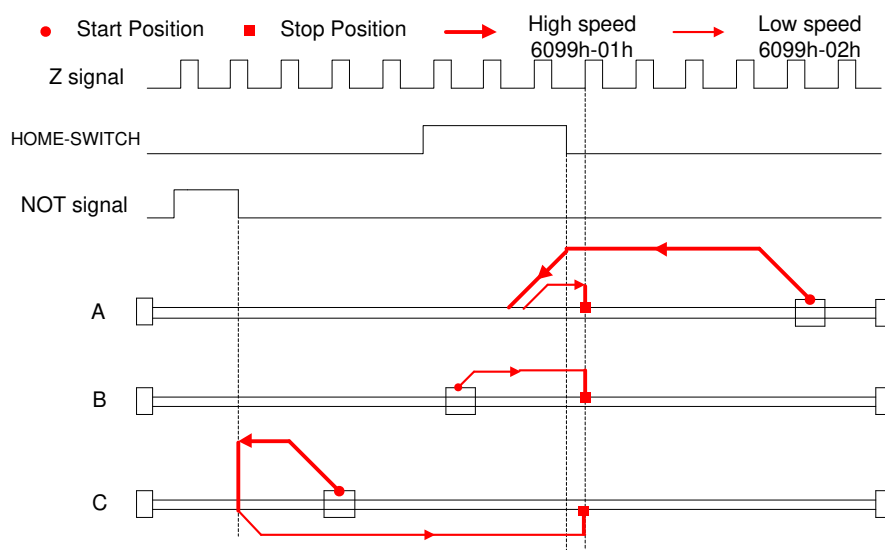 Start Position
Stop Position
High speed
6099h-01h
Low speed
6099h-02h
Z signal
HOME-SWITCH
NOT signal
A
B
C